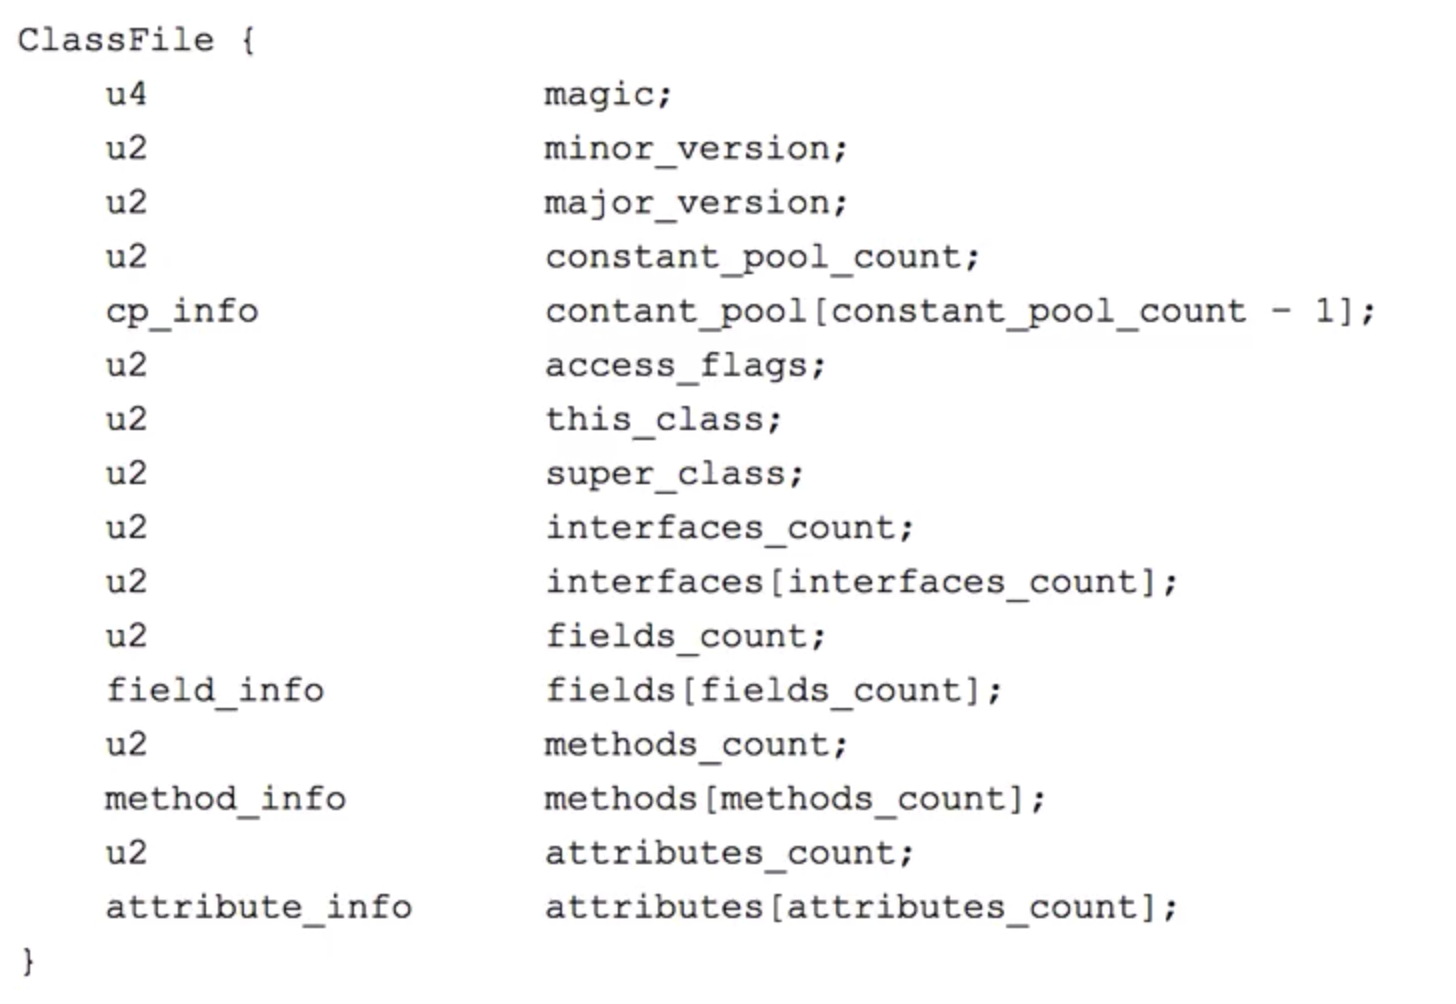 ClassFile {
u4 magic;
u2 minor_version;
u2 major_version;
u2 constant_pool_count;
cp_info contant_pool[constant_pool_count - 1];
u2 access_flags;
u2 this_class;
u2 super_class;
u2 interfaces_count;
u2 interfaces[interfaces_count];
u2 fields_count;
field_info fields[fields_count];
u2 methods_count;
method_info methods[methods_count];
u2 attributes_count;
attribute_info attributes[attributes_count];
}